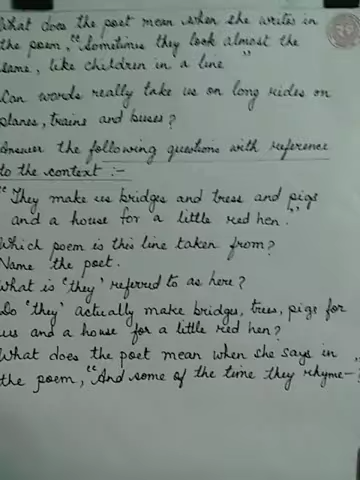 What does the poet mean when she writes in
the poem, "Sometimes they look almost the
same, like children in a line"
Can words really take us on long rides on
planes, trains and buses?
Answer the following questions with reference
to the context :-
"They make us bridges and tress and pigs
and a house for a little red hen."
Which poem is this line taken from?
Name the poet.
What is 'they' referred to as here?
Do 'they' actually make bridges, trees, pigs for
us and a house for a little red hen?
What does the poet mean when she says in
the poem, "And some of the time they rhyme-